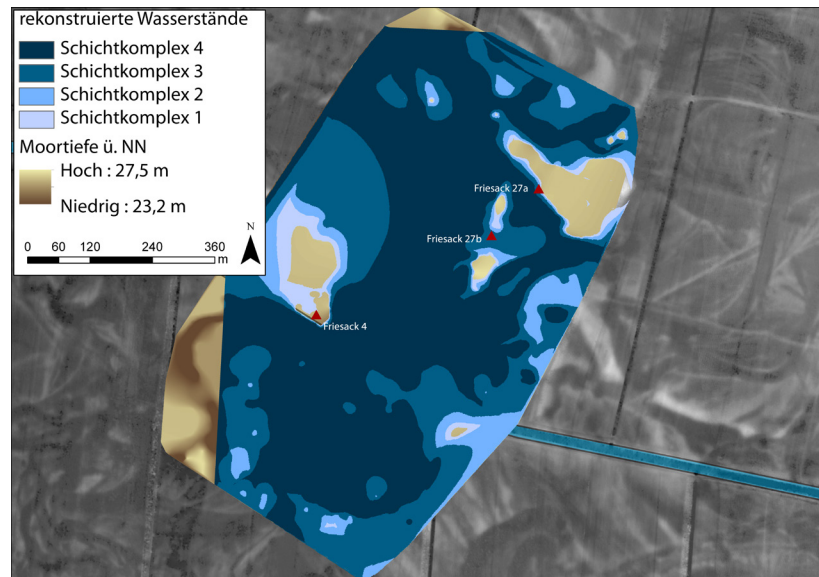 rekonstruierte Wasserstände
Schichtkomplex 4
Schichtkomplex 3
Schichtkomplex 2
Schichtkomplex 1
Moortiefe ü. NN
Hoch : 27,5 m
Niedrig : 23,2 m
N
0 60 120 240 360
m
Friesack 27a
Friesack 27b
Friesack 4